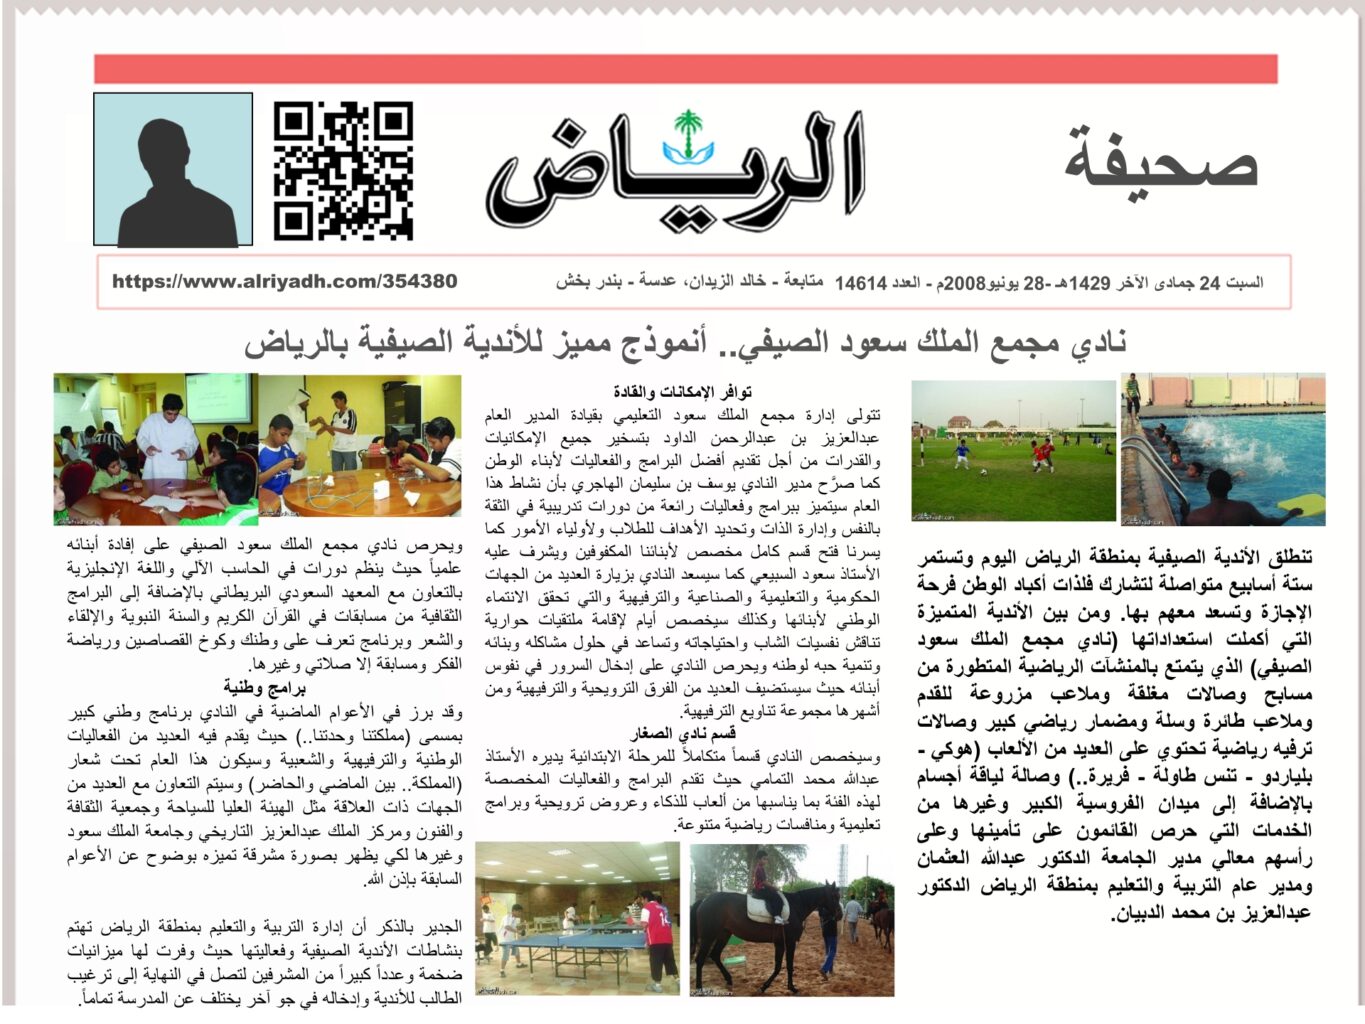 صحيفة
الرياض
السبت 24 جمادى الآخر 1429هـ -28 يونيو2008م - العدد 14614 متابعة - خالد الزيدان، عدسة - بندر بخش
https://www.alriyadh.com/354380
نادي مجمع الملك سعود الصيفي.. أنموذج مميز للأندية الصيفية بالرياض
تنطلق الأندية الصيفية بمنطقة الرياض اليوم وتستمر
ستة أسابيع متواصلة لتشارك فلذات أكباد الوطن فرحة
الإجازة وتسعد معهم بها. ومن بين الأندية المتميزة
التي أكملت استعداداتها (نادي مجمع الملك سعود
الصيفي) الذي يتمتع بالمنشآت الرياضية المتطورة من
مسابح وصالات مغلقة وملاعب مزروعة للقدم
وملاعب طائرة وسلة ومضمار رياضي كبير وصالات
ترفيه رياضية تحتوي على العديد من الألعاب (هوكي -
بلياردو - تنس طاولة - فريرة..) وصالة لياقة أجسام
بالإضافة إلى ميدان الفروسية الكبير وغيرها من
الخدمات التي حرص القائمون على تأمينها وعلى
رأسهم معالي مدير الجامعة الدكتور عبدالله العثمان
ومدير عام التربية والتعليم بمنطقة الرياض الدكتور
عبدالعزيز بن محمد الدبيان.
توافر الإمكانات والقادة
تتولى إدارة مجمع الملك سعود التعليمي بقيادة المدير العام
عبدالعزيز بن عبدالرحمن الداود بتسخير جميع الإمكانيات
والقدرات من أجل تقديم أفضل البرامج والفعاليات لأبناء الوطن
كما صرَّح مدير النادي يوسف بن سليمان الهاجري بأن نشاط هذا
العام سيتميز ببرامج وفعاليات رائعة من دورات تدريبية في الثقة
بالنفس وإدارة الذات وتحديد الأهداف للطلاب ولأولياء الأمور كما
يسرنا فتح قسم كامل مخصص لأبنائنا المكفوفين ويشرف عليه
الأستاذ سعود السبيعي كما سيسعد النادي بزيارة العديد من الجهات
الحكومية والتعليمية والصناعية والترفيهية والتي تحقق الانتماء
الوطني لأبنائها وكذلك سيخصص أيام لإقامة ملتقيات حوارية
تناقش نفسيات الشاب واحتياجاته وتساعد في حلول مشاكله وبنائه
وتنمية حبه لوطنه ويحرص النادي على إدخال السرور في نفوس
أبنائه حيث سيستضيف العديد من الفرق الترويحية والترفيهية ومن
أشهرها مجموعة تناويع الترفيهية.
قسم نادي الصغار
وسيخصص النادي قسماً متكاملاً للمرحلة الابتدائية يديره الأستاذ
عبدالله محمد التمامي حيث تقدم البرامج والفعاليات المخصصة
لهذه الفئة بما يناسبها من ألعاب للذكاء وعروض ترويحية وبرامج
تعليمية ومنافسات رياضية متنوعة.
ويحرص نادي مجمع الملك سعود الصيفي على إفادة أبنائه
علمياً حيث ينظم دورات في الحاسب الآلي واللغة الإنجليزية
بالتعاون مع المعهد السعودي البريطاني بالإضافة إلى البرامج
الثقافية من مسابقات في القرآن الكريم والسنة النبوية والإلقاء
والشعر وبرنامج تعرف على وطنك وكوخ القصاصين ورياضة
الفكر ومسابقة إلا صلاتي وغيرها.
برامج وطنية
وقد برز في الأعوام الماضية في النادي برنامج وطني كبير
بمسمى (مملكتنا وحدتنا..) حيث يقدم فيه العديد من الفعاليات
الوطنية والترفيهية والشعبية وسيكون هذا العام تحت شعار
(المملكة.. بين الماضي والحاضر) وسيتم التعاون مع العديد من
الجهات ذات العلاقة مثل الهيئة العليا للسياحة وجمعية الثقافة
والفنون ومركز الملك عبدالعزيز التاريخي وجامعة الملك سعود
وغيرها لكي يظهر بصورة مشرقة تميزه بوضوح عن الأعوام
السابقة بإذن الله.
الجدير بالذكر أن إدارة التربية والتعليم بمنطقة الرياض تهتم
بنشاطات الأندية الصيفية وفعاليتها حيث وفرت لها ميزانيات
ضخمة وعدداً كبيراً من المشرفين لتصل في النهاية إلى ترغيب
الطالب للأندية وإدخاله في جو آخر يختلف عن المدرسة تماماً.